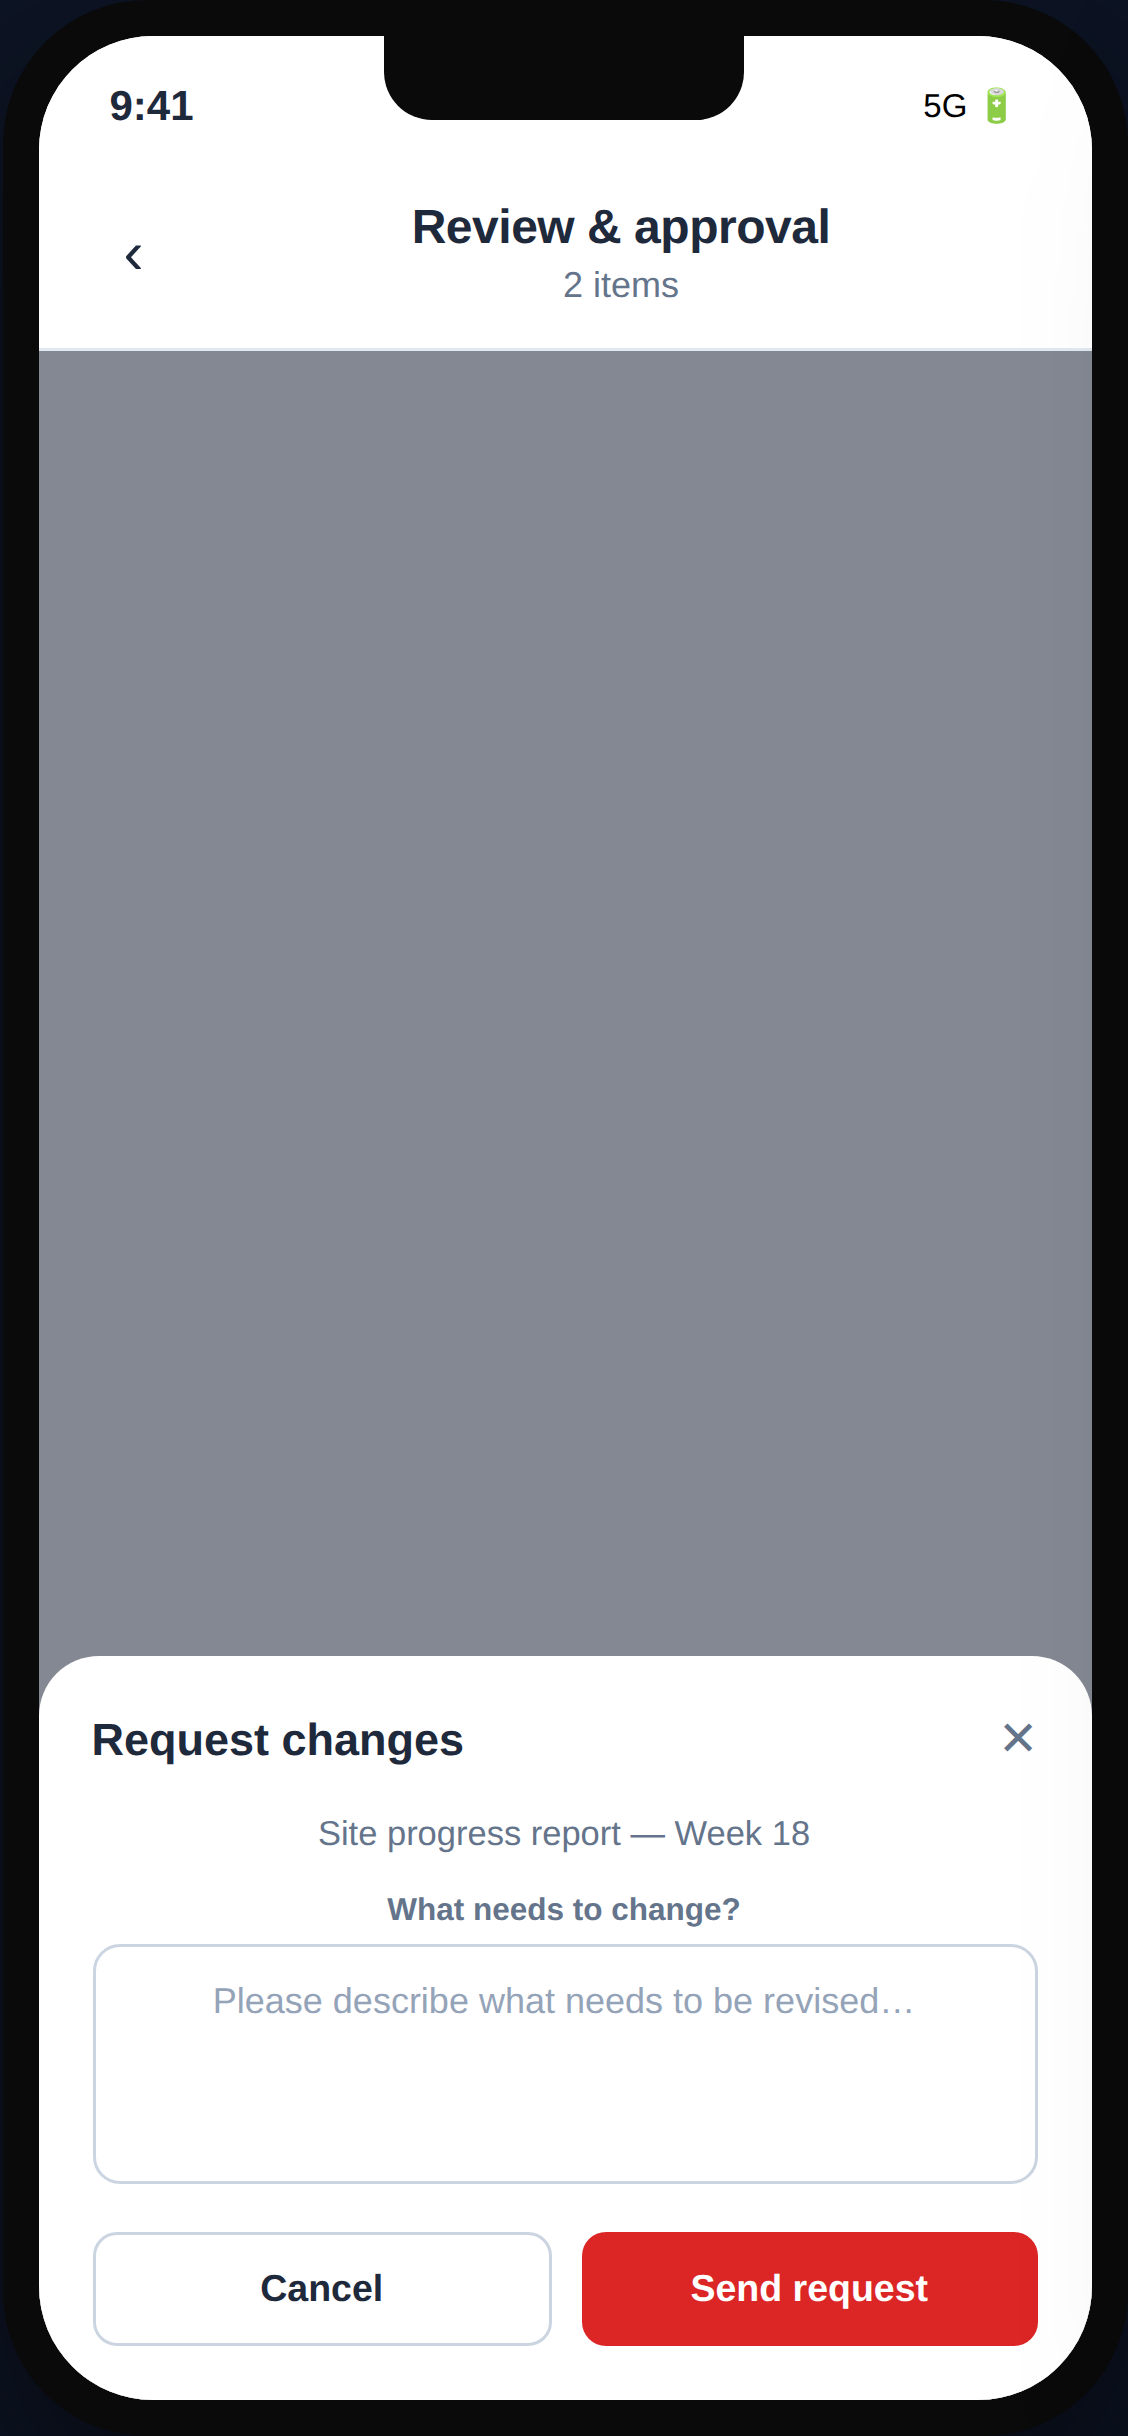 9:41
5G
Review & approval
2 items
Request changes
Site progress report — Week 18
What needs to change?
Please describe what needs to be revised…
Cancel
Send request